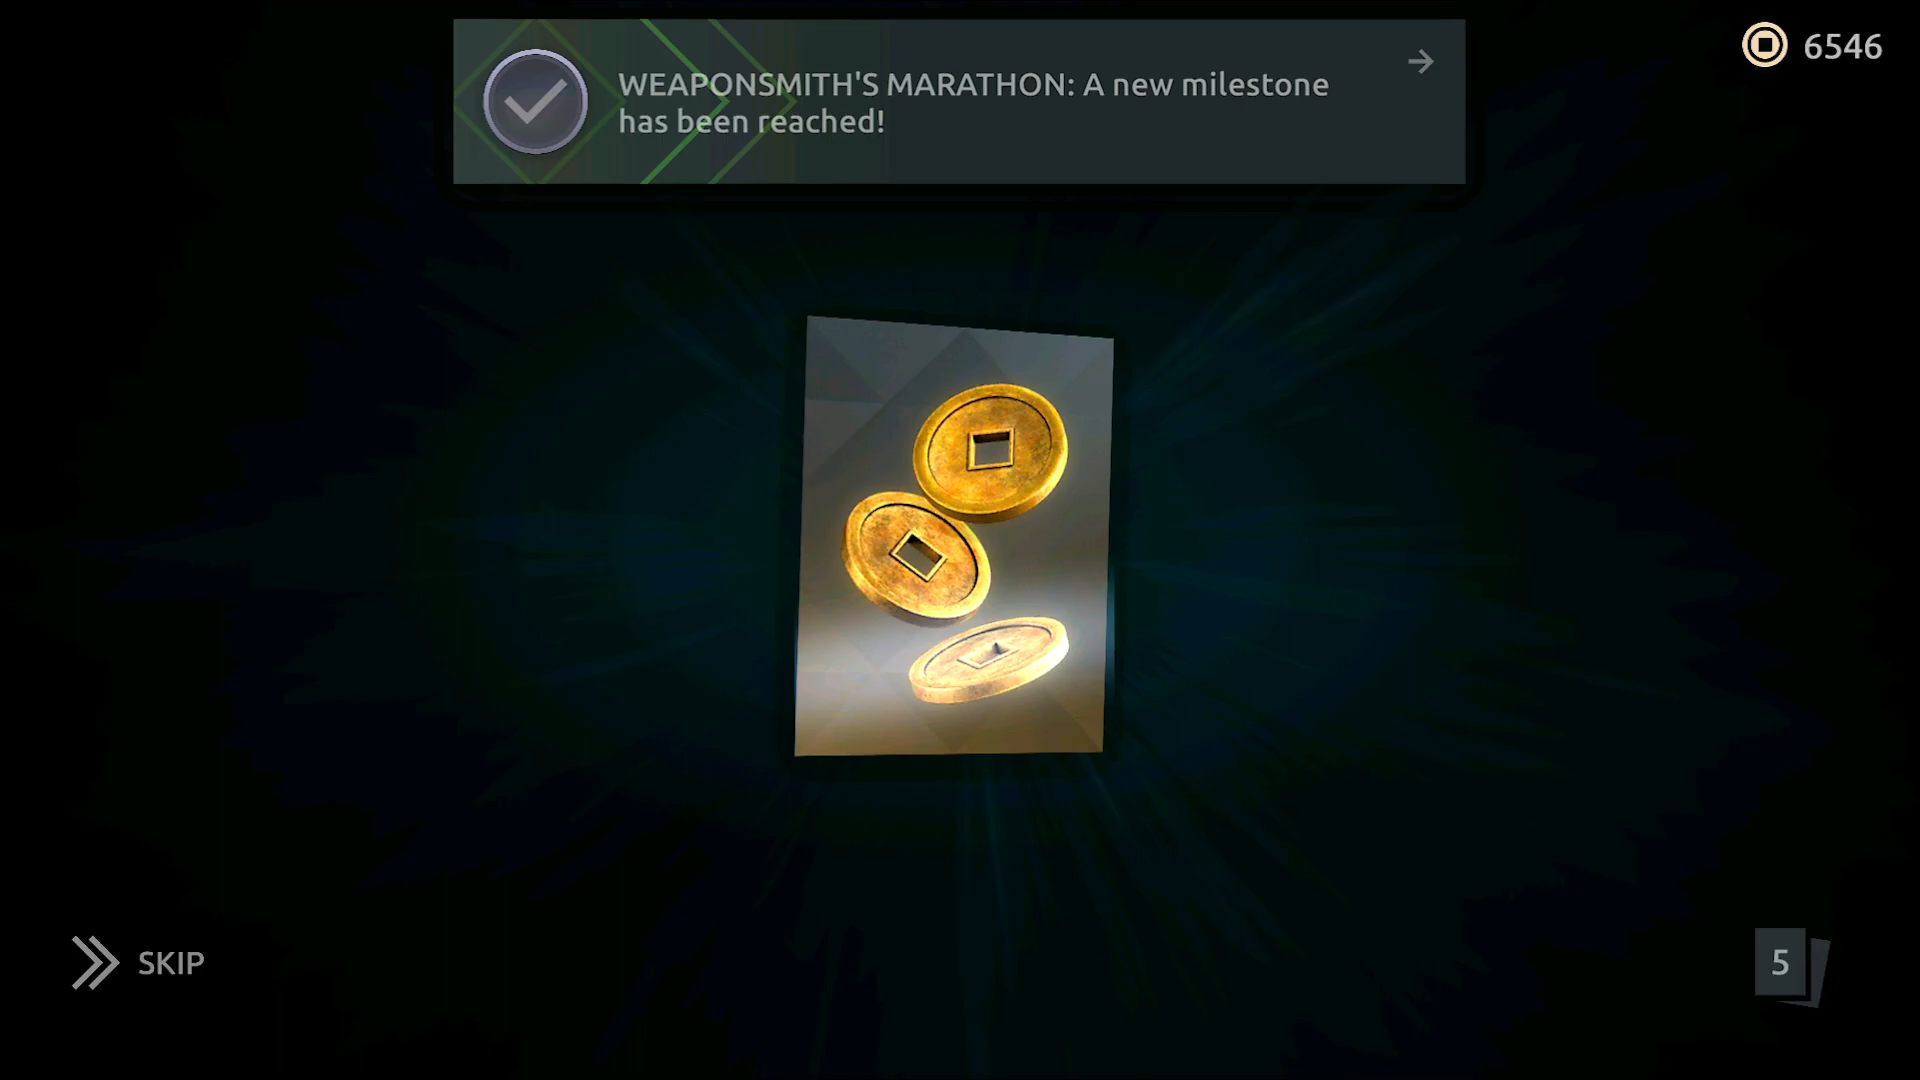 WEAPONSMITH'S MARATHON: A new milestone
has been reached!
6546
SKIP
5